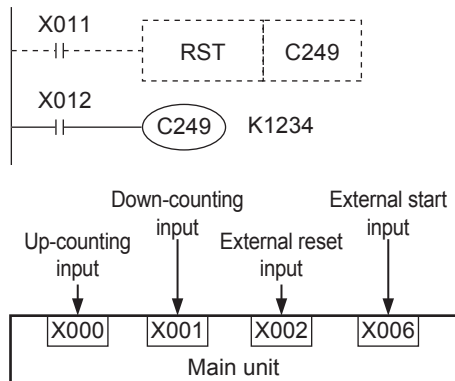 X011
RST C249
X012
C249 K1234
Down-counting input
External start input
Up-counting input
External reset input
X000 X001 X002 X006
Main unit